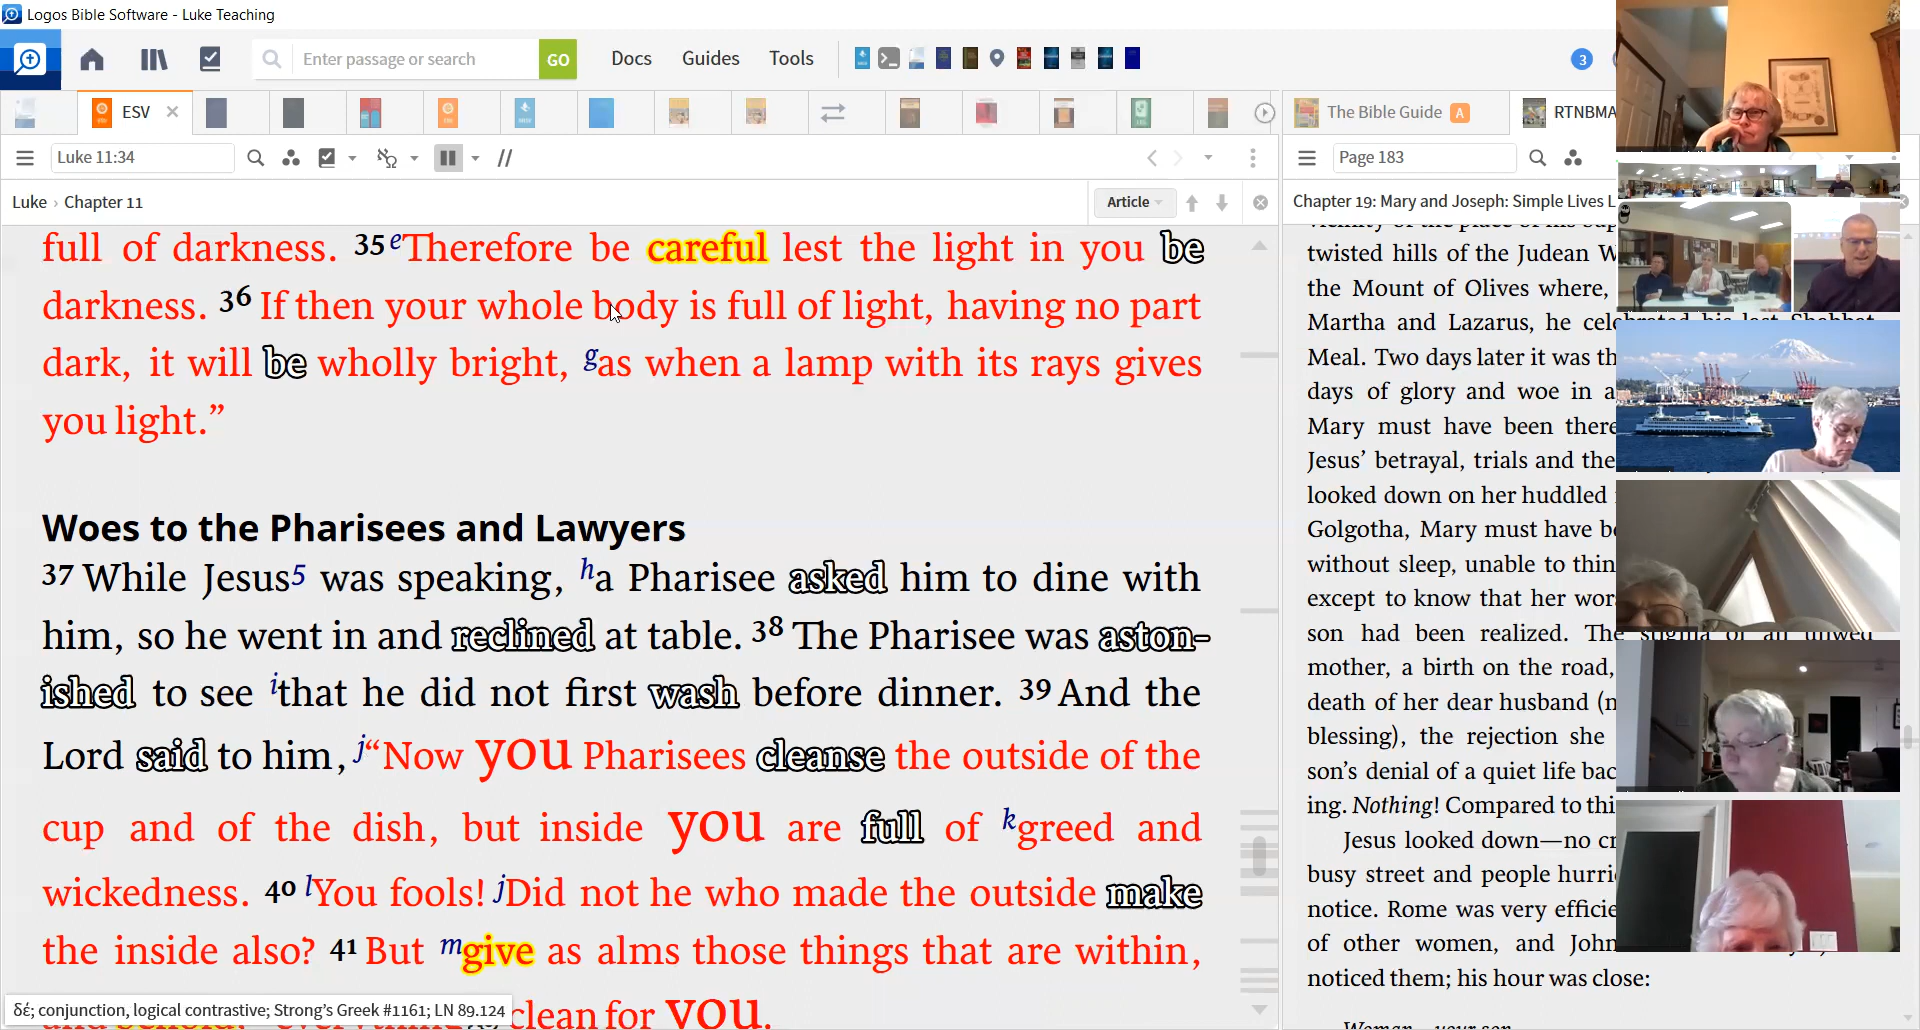 Logos Bible Software - Luke Teaching
Enter passage or search
GO
Docs
Guides
Tools
3
ESV
The Bible Guide
A
RTNBMA
Luke 11:34
Page 183
Luke › Chapter 11
Article
Chapter 19: Mary and Joseph: Simple Lives L
full of darkness. 35 eTherefore be careful lest the light in you be
darkness. 36 If then your whole body is full of light, having no part
dark, it will be wholly bright, gas when a lamp with its rays gives
you light.”
Woes to the Pharisees and Lawyers
37 While Jesus5 was speaking, ha Pharisee asked him to dine with
him, so he went in and reclined at table. 38 The Pharisee was aston-
ished to see ithat he did not first wash before dinner. 39 And the
Lord said to him, j“Now you Pharisees cleanse the outside of the
cup and of the dish, but inside you are full of kgreed and
wickedness. 40 lYou fools! jDid not he who made the outside make
the inside also? 41 But mgive as alms those things that are within,
clean for you.
δέ; conjunction, logical contrastive; Strong’s Greek #1161; LN 89.124
twisted hills of the Judean W
the Mount of Olives where,
Martha and Lazarus, he cel
Meal. Two days later it was th
days of glory and woe in a
Mary must have been there
Jesus’ betrayal, trials and the
looked down on her huddled
Golgotha, Mary must have be
without sleep, unable to thin
except to know that her wor
son had been realized. The stigma of an unwed
mother, a birth on the road,
death of her dear husband (n
blessing), the rejection she
son’s denial of a quiet life bac
ing. Nothing! Compared to thi
Jesus looked down—no cr
busy street and people hurri
notice. Rome was very efficie
of other women, and John
noticed them; his hour was close:
Woman, your son